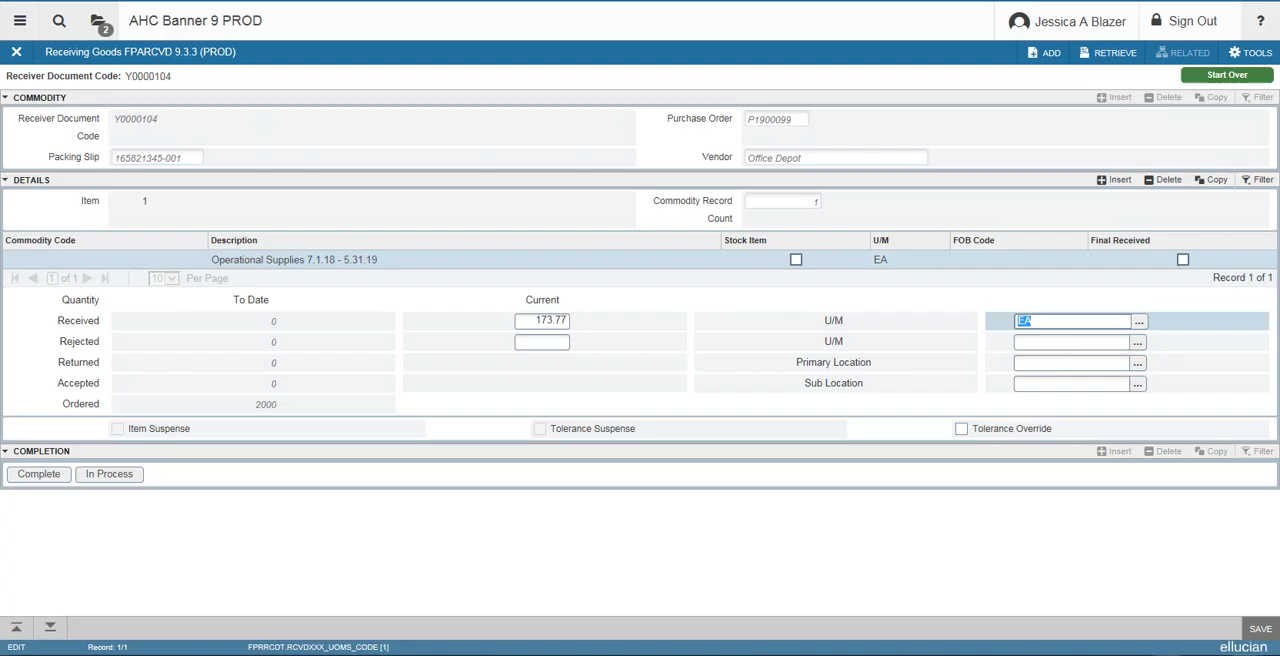 2 AHC Banner 9 PROD Jessica A Blazer Sign Out ?
Receiving Goods FPARCVD 9.3.3 (PROD) ADD RETRIEVE RELATED TOOLS
Receiver Document Code: Y0000104 Start Over
COMMODITY Insert Delete Copy Filter
Receiver Document Code Y0000104 Purchase Order P1900099
Packing Slip 165821345-001 Vendor Office Depot
DETAILS Insert Delete Copy Filter
Item 1 Commodity Record Count 1
Commodity Code Description Stock Item U/M FOB Code Final Received
Operational Supplies 7.1.18 - 5.31.19 EA
1 of 1 10 Per Page Record 1 of 1
Quantity To Date Current
Received 0 173.77 U/M EA ...
Rejected 0 U/M ...
Returned 0 Primary Location ...
Accepted 0 Sub Location ...
Ordered 2000
Item Suspense Tolerance Suspense Tolerance Override
COMPLETION Insert Delete Copy Filter
Complete In Process
SAVE
EDIT Record: 1/1 FPRRCDT.RCVDXXX_UOMS_CODE [1] ellucian